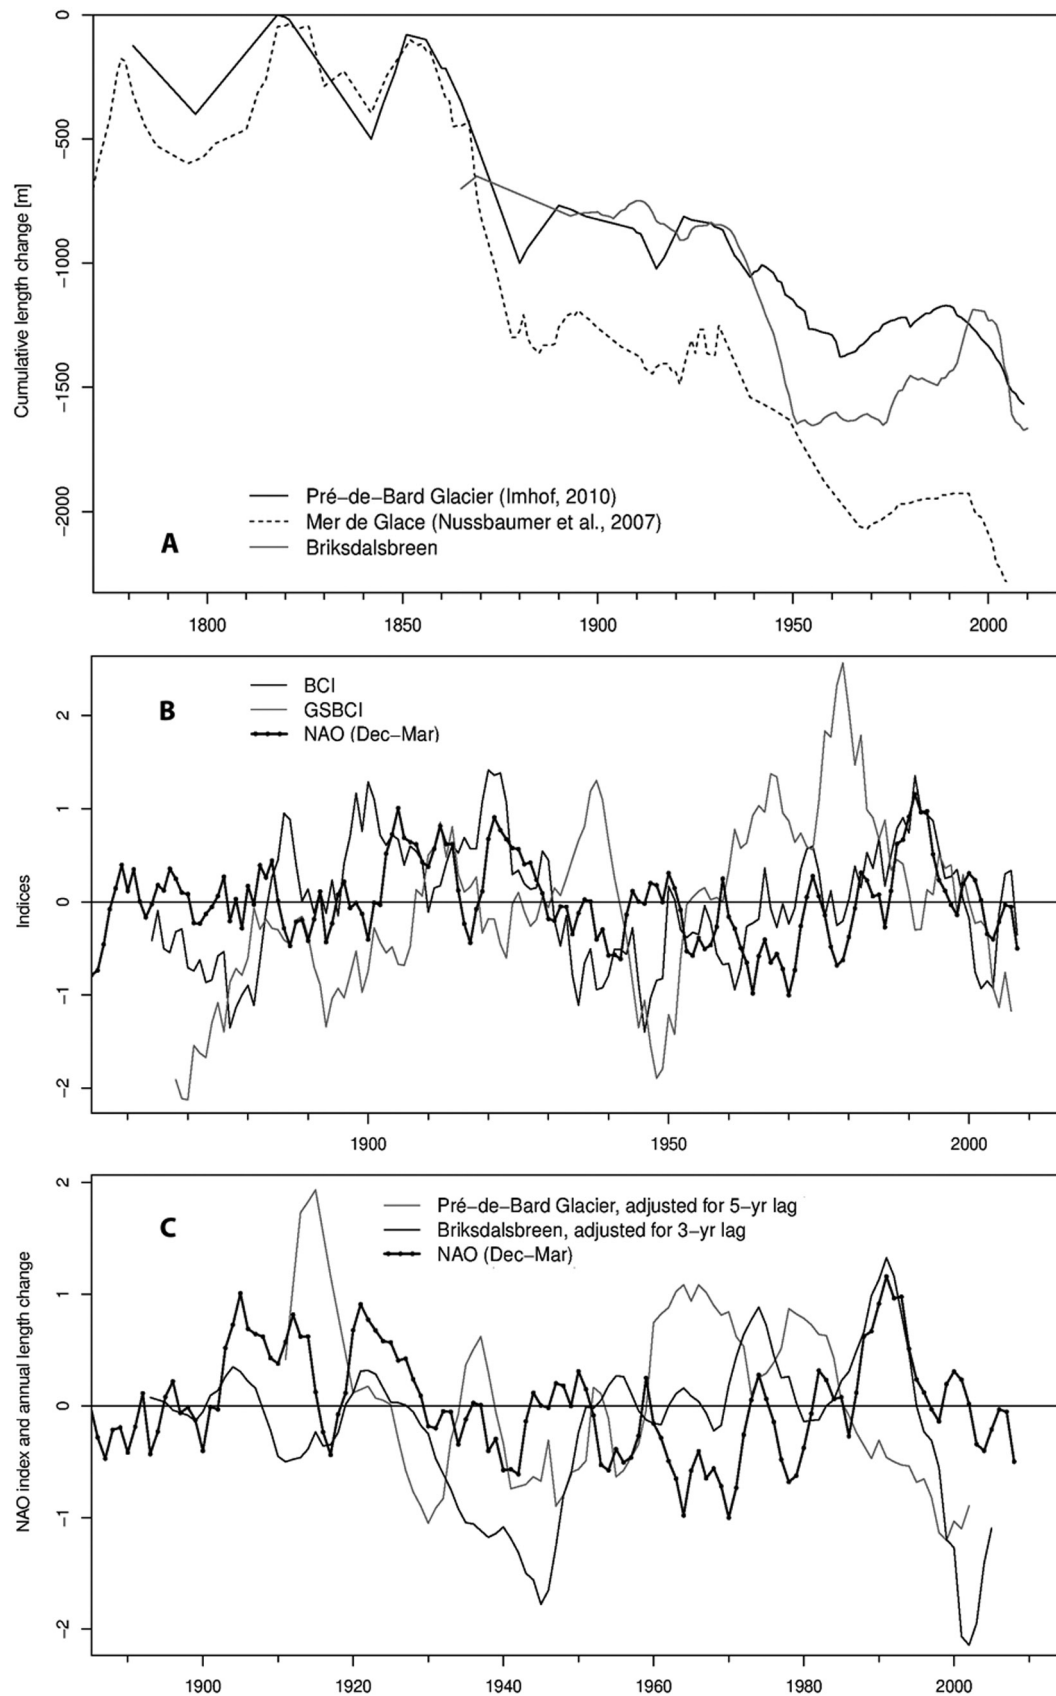 0
−500
−1000
−1500
−2000
Cumulative length change [m]
Pré−de−Bard Glacier (Imhof, 2010)
Mer de Glace (Nussbaumer et al., 2007)
Briksdalsbreen
A
1800 1850 1900 1950 2000
2
1
0
−1
−2
Indices
B
BCI
GSBCI
NAO (Dec−Mar)
1900 1950 2000
2
1
0
−1
−2
NAO index and annual length change
C
Pré−de−Bard Glacier, adjusted for 5−yr lag
Briksdalsbreen, adjusted for 3−yr lag
NAO (Dec−Mar)
1900 1920 1940 1960 1980 2000